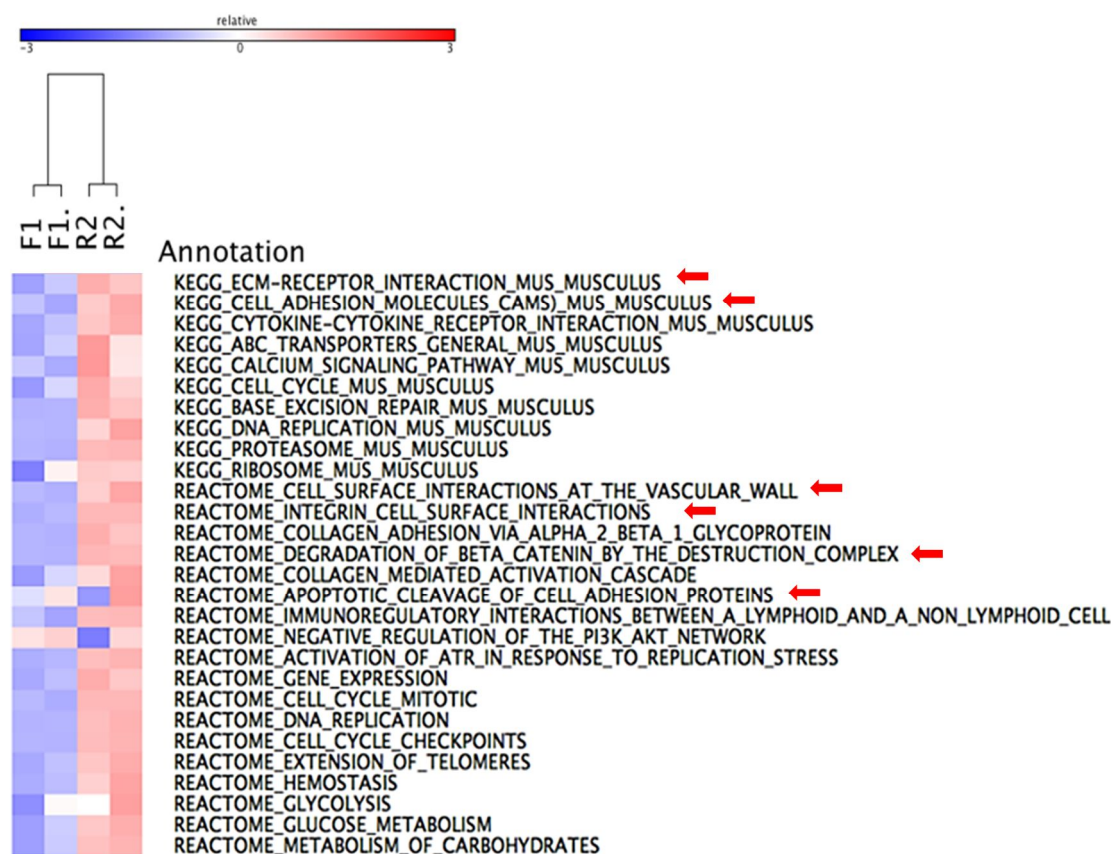 relative
-3 0 3
F1 F1. R2 R2.
Annotation
KEGG_ECM-RECEPTOR_INTERACTION_MUS_MUSCULUS
KEGG_CELL_ADHESION_MOLECULES_CAMS)_MUS_MUSCULUS
KEGG_CYTOKINE-CYTOKINE_RECEPTOR_INTERACTION_MUS_MUSCULUS
KEGG_ABC_TRANSPORTERS_GENERAL_MUS_MUSCULUS
KEGG_CALCIUM_SIGNALING_PATHWAY_MUS_MUSCULUS
KEGG_CELL_CYCLE_MUS_MUSCULUS
KEGG_BASE_EXCISION_REPAIR_MUS_MUSCULUS
KEGG_DNA_REPLICATION_MUS_MUSCULUS
KEGG_PROTEASOME_MUS_MUSCULUS
KEGG_RIBOSOME_MUS_MUSCULUS
REACTOME_CELL_SURFACE_INTERACTIONS_AT_THE_VASCULAR_WALL
REACTOME_INTEGRIN_CELL_SURFACE_INTERACTIONS
REACTOME_COLLAGEN_ADHESION_VIA_ALPHA_2_BETA_1_GLYCOPROTEIN
REACTOME_DEGRADATION_OF_BETA_CATENIN_BY_THE_DESTRUCTION_COMPLEX
REACTOME_COLLAGEN_MEDIATED_ACTIVATION_CASCADE
REACTOME_APOPTOTIC_CLEAVAGE_OF_CELL_ADHESION_PROTEINS
REACTOME_IMMUNOREGULATORY_INTERACTIONS_BETWEEN_A_LYMPHOID_AND_A_NON_LYMPHOID_CELL
REACTOME_NEGATIVE_REGULATION_OF_THE_PI3K_AKT_NETWORK
REACTOME_ACTIVATION_OF_ATR_IN_RESPONSE_TO_REPLICATION_STRESS
REACTOME_GENE_EXPRESSION
REACTOME_CELL_CYCLE_MITOTIC
REACTOME_DNA_REPLICATION
REACTOME_CELL_CYCLE_CHECKPOINTS
REACTOME_EXTENSION_OF_TELOMERES
REACTOME_HEMOSTASIS
REACTOME_GLYCOLYSIS
REACTOME_GLUCOSE_METABOLISM
REACTOME_METABOLISM_OF_CARBOHYDRATES